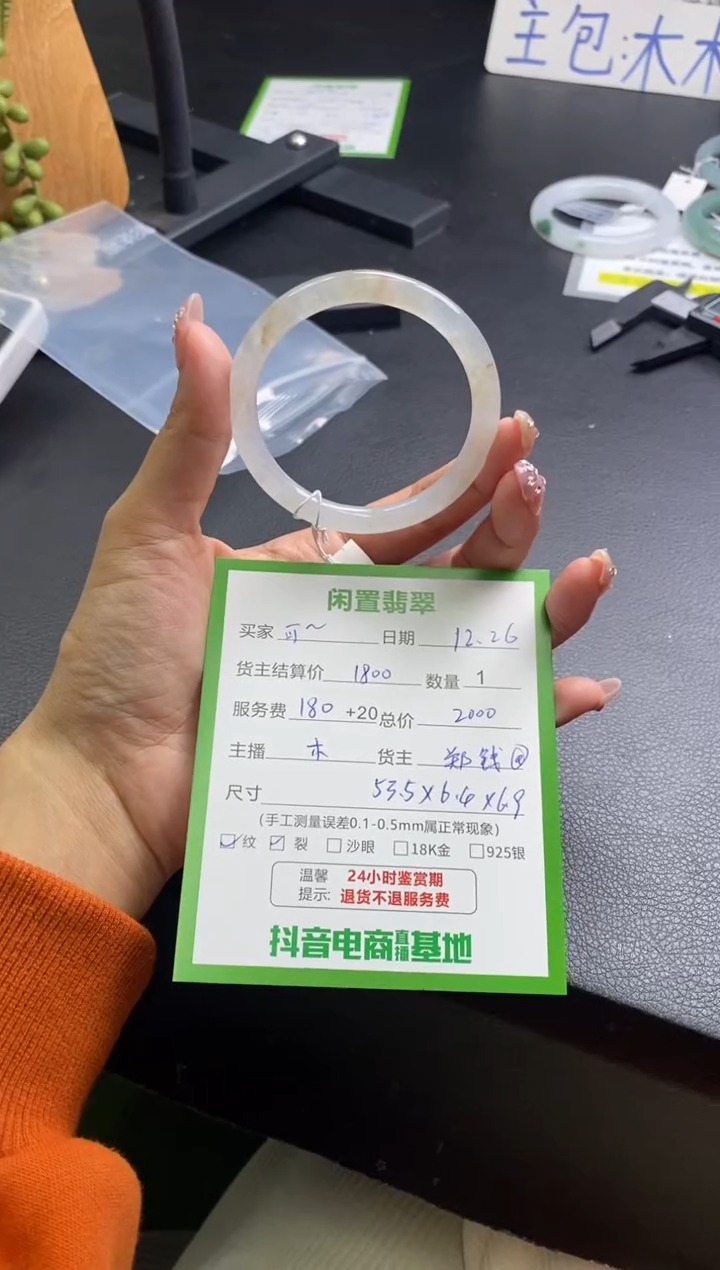 主包:木木
闲置翡翠
买家 可~ 日期 12.26
货主结算价 1800 数量 1
服务费 180 +20 总价 2000
主播 木 货主 郑钱
尺寸 53.5×6.4×6.9
(手工测量误差0.1-0.5mm属正常现象)
☑纹 ☑裂 □沙眼 □18K金 □925银
温馨 24小时鉴赏期
提示: 退货不退服务费
抖音电商直播基地